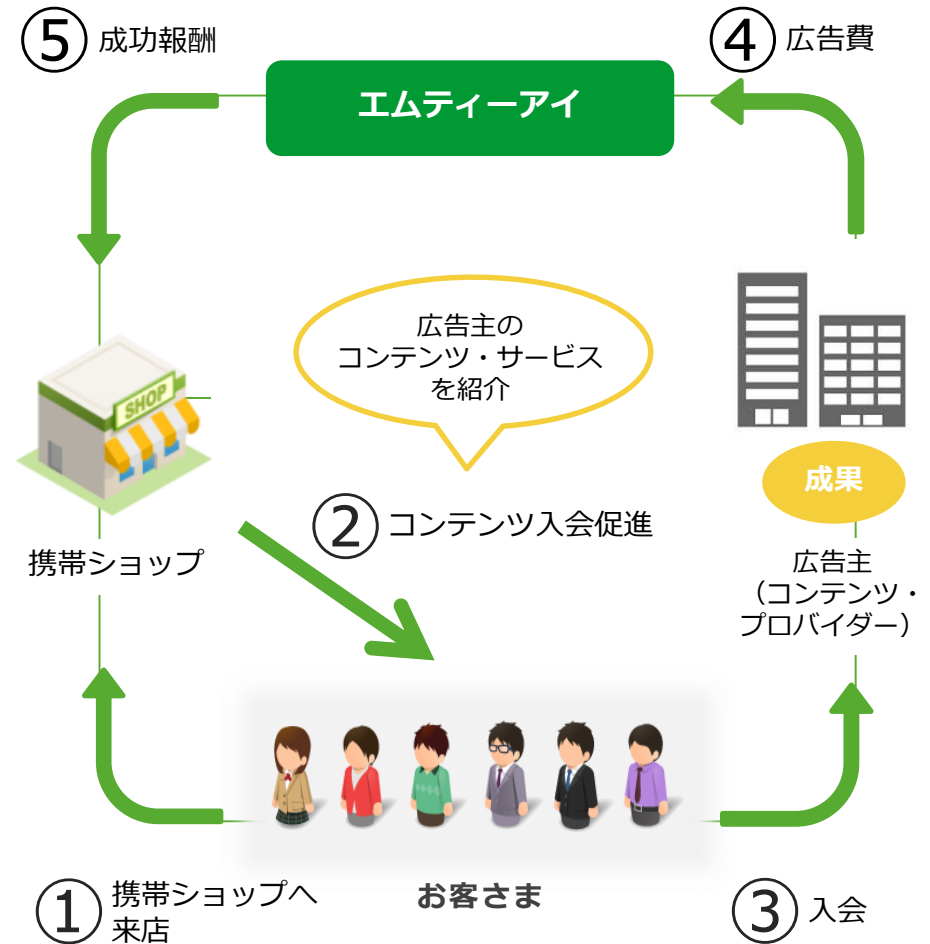 ⑤ 成功報酬
④ 広告費
エムティーアイ
広告主の
コンテンツ・サービス
を紹介
SHOP
成果
② コンテンツ入会促進
携帯ショップ
広告主
（コンテンツ・
プロバイダー）
お客さま
① 携帯ショップへ
来店
③ 入会